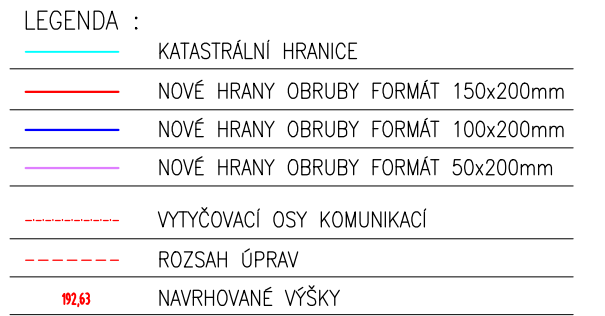 LEGENDA :
KATASTRÁLNÍ HRANICE
NOVÉ HRANY OBRUBY FORMÁT 150x200mm
NOVÉ HRANY OBRUBY FORMÁT 100x200mm
NOVÉ HRANY OBRUBY FORMÁT 50x200mm
VYTYČOVACÍ OSY KOMUNIKACÍ
ROZSAH ÚPRAV
192,63 NAVRHOVANÉ VÝŠKY